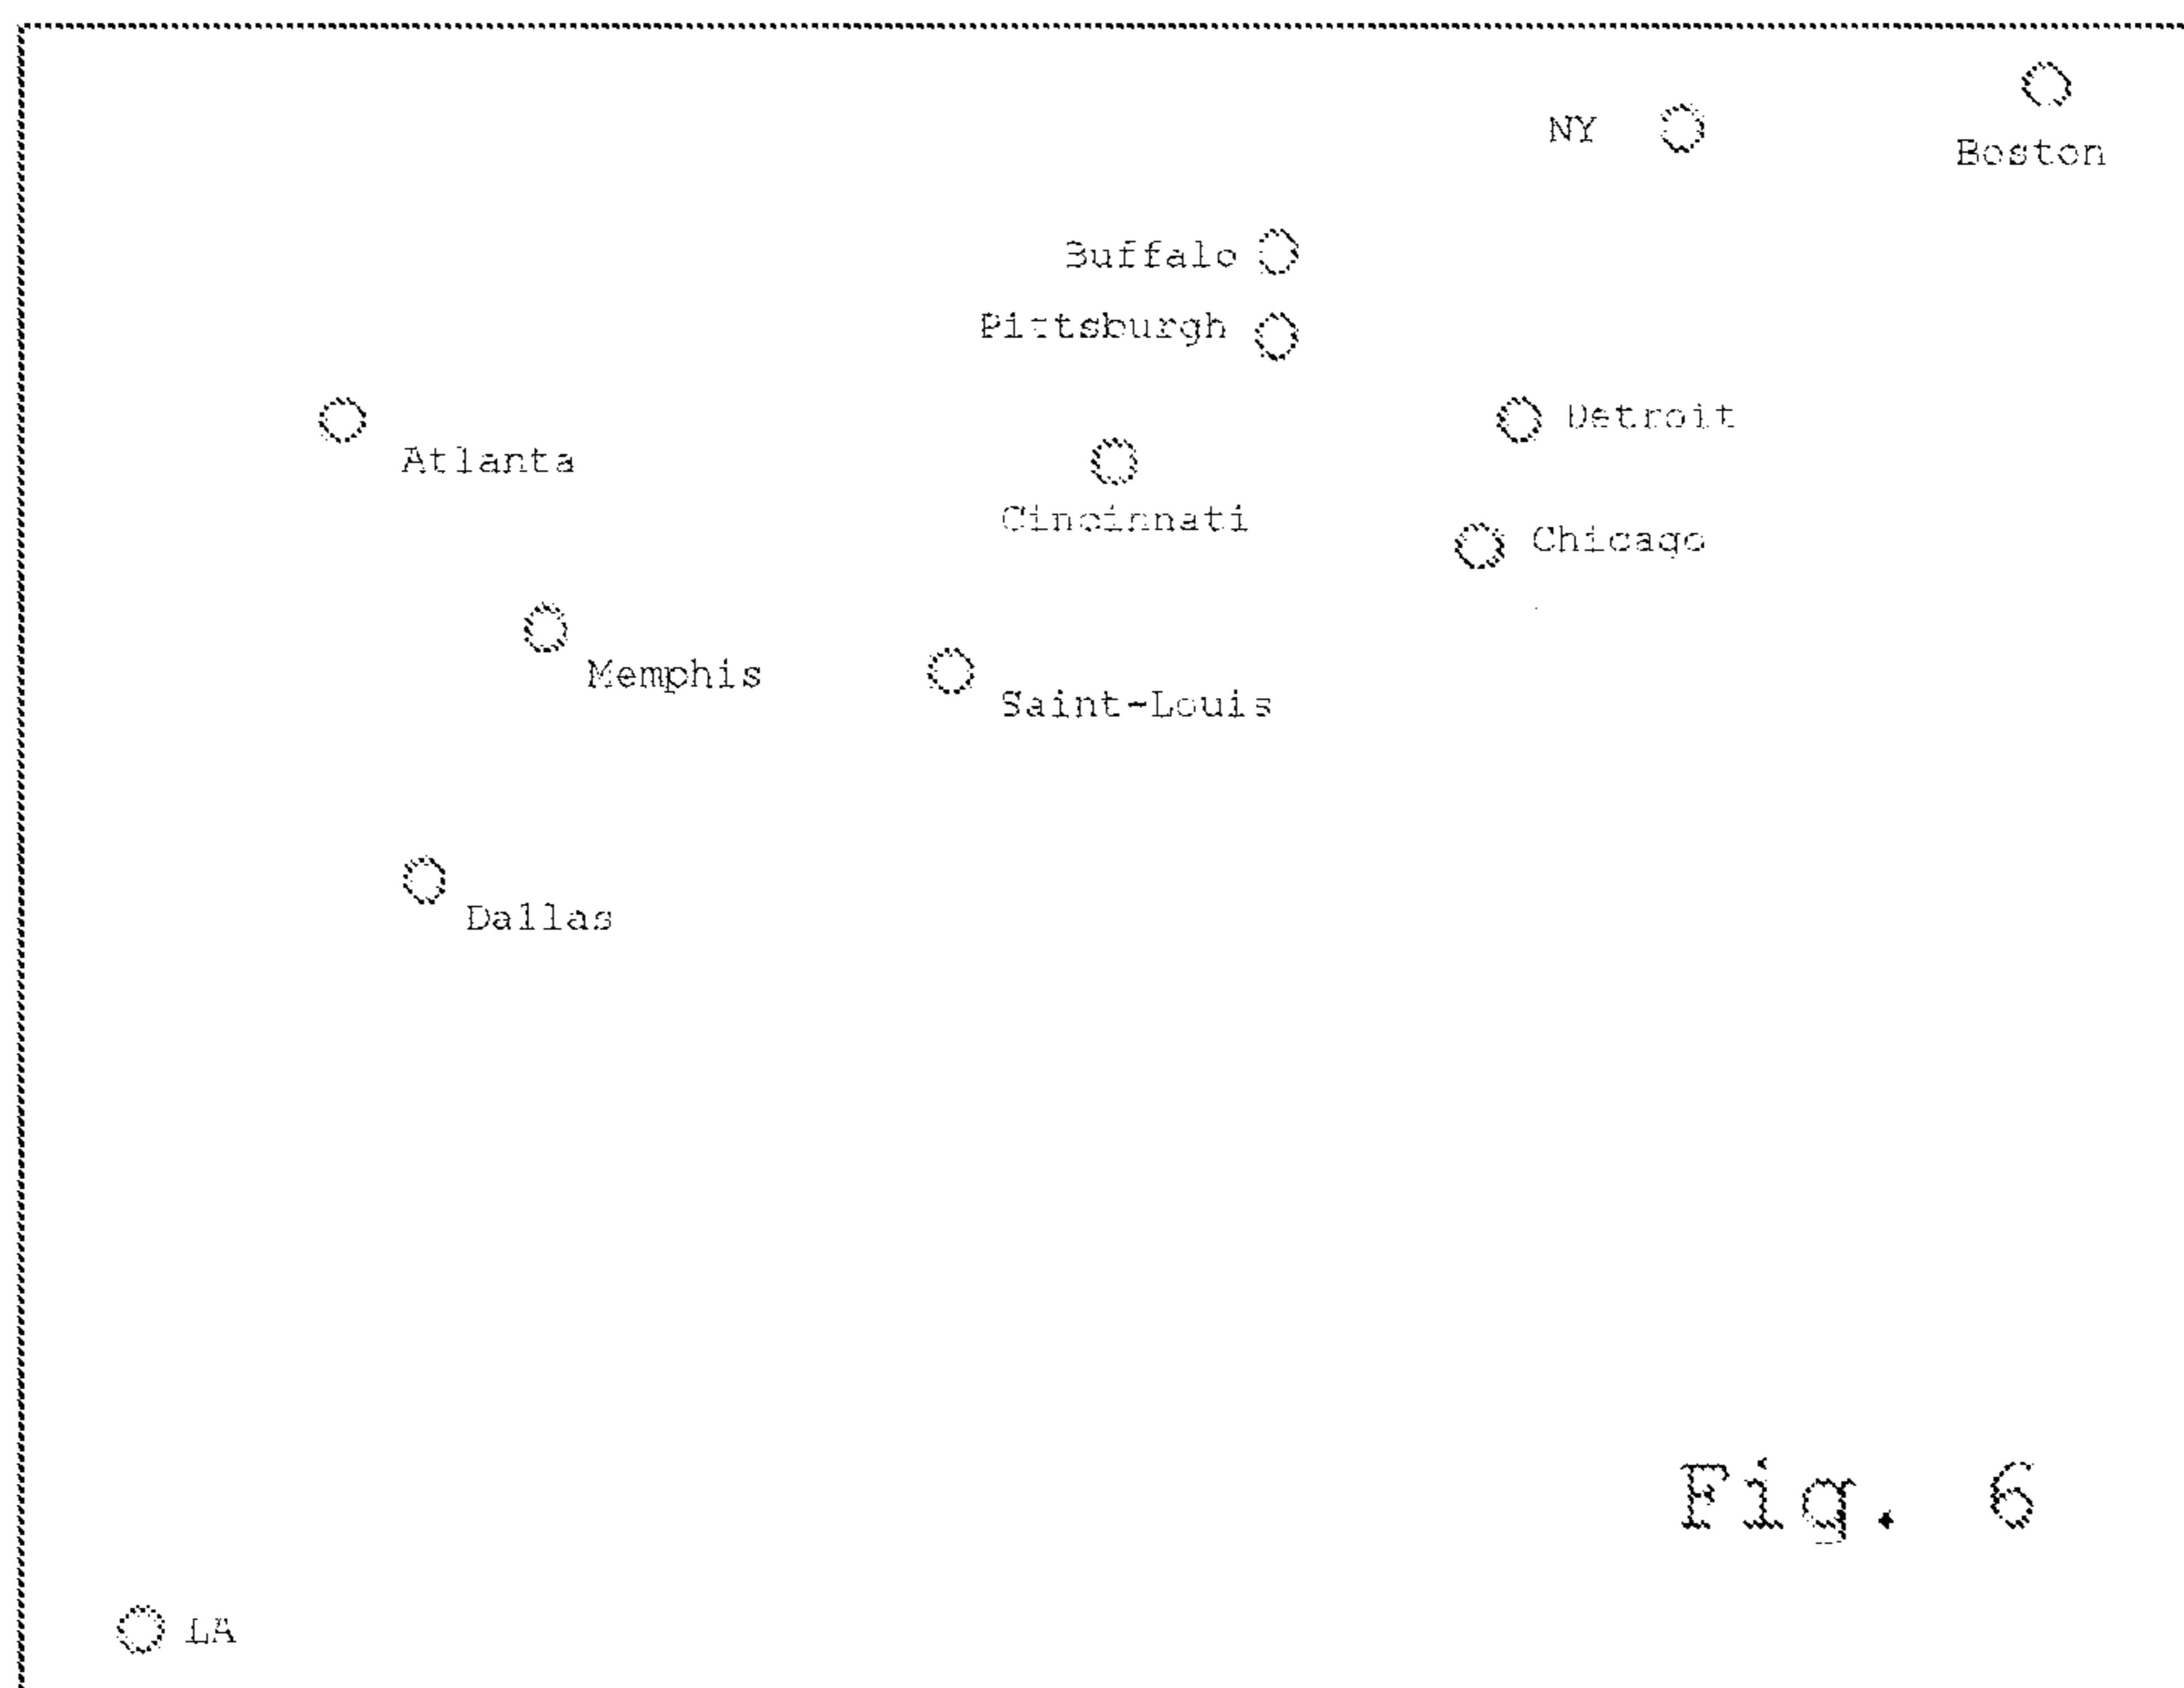 NY
Boston
Buffalo
Pittsburgh
Detroit
Atlanta
Cincinnati
Chicago
Memphis
Saint-Louis
Dallas
Fig. 6
LA